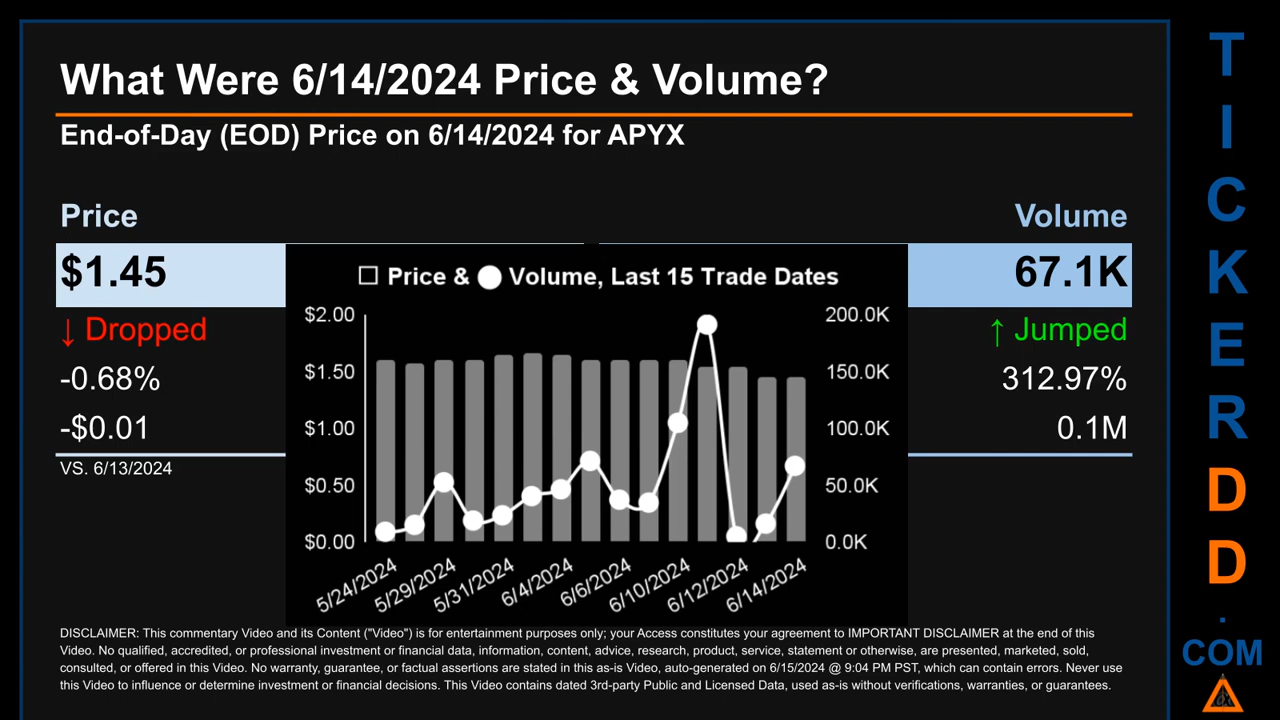 What Were 6/14/2024 Price & Volume?
End-of-Day (EOD) Price on 6/14/2024 for APYX
Price
Volume
$1.45
67.1K
↓ Dropped
↑ Jumped
-0.68%
312.97%
-$0.01
0.1M
VS. 6/13/2024
Price & Volume, Last 15 Trade Dates
$2.00
$1.50
$1.00
$0.50
$0.00
200.0K
150.0K
100.0K
50.0K
0.0K
5/24/2024
5/29/2024
5/31/2024
6/4/2024
6/6/2024
6/10/2024
6/12/2024
6/14/2024
DISCLAIMER: This commentary Video and its Content ("Video") is for entertainment purposes only; your Access constitutes your agreement to IMPORTANT DISCLAIMER at the end of this
Video. No qualified, accredited, or professional investment or financial data, information, content, advice, research, product, service, statement or otherwise, are presented, marketed, sold,
consulted, or offered in this Video. No warranty, guarantee, or factual assertions are stated in this as-is Video, auto-generated on 6/15/2024 @ 9:04 PM PST, which can contain errors. Never use
this Video to influence or determine investment or financial decisions. This Video contains dated 3rd-party Public and Licensed Data, used as-is without verifications, warranties, or guarantees.
T
I
C
K
E
R
D
D
.
COM